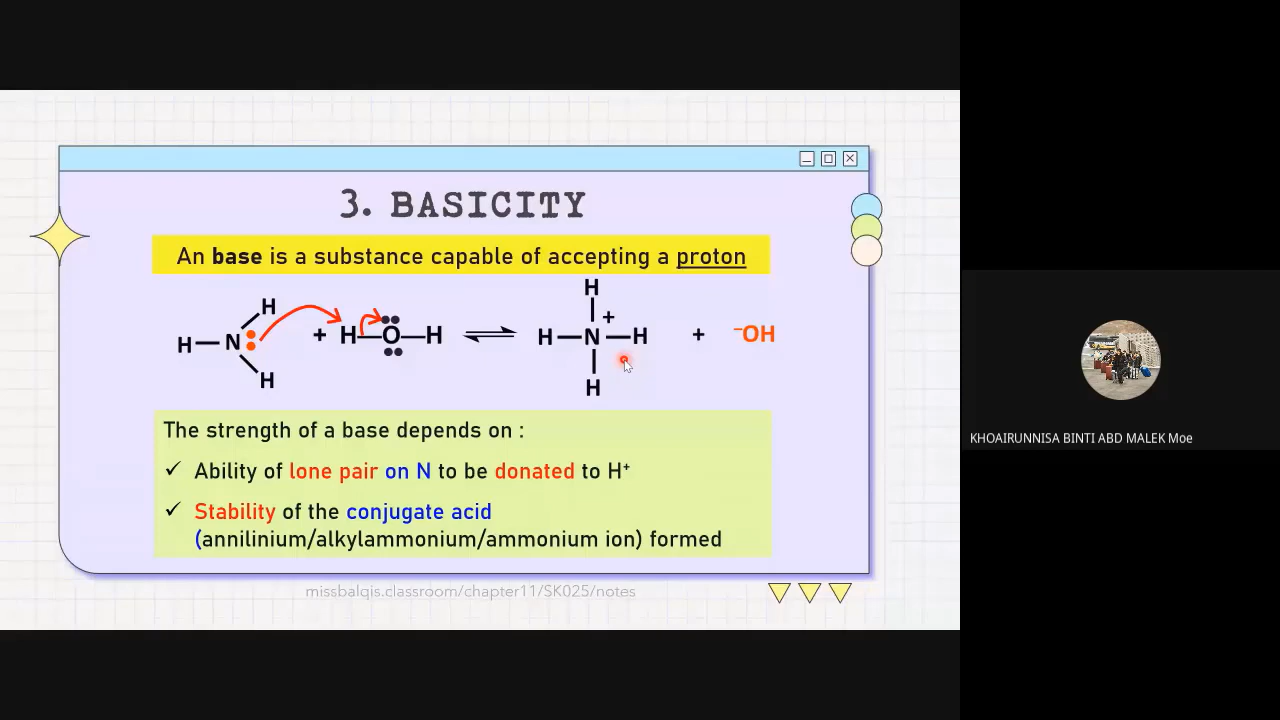 3. BASICITY
An base is a substance capable of accepting a proton
H
H
H
H—N:
+
H—O—H
⇌
H—N—H
+
+
⁻OH
H
H
The strength of a base depends on :
✓ Ability of lone pair on N to be donated to H⁺
✓ Stability of the conjugate acid
(annilinium/alkylammonium/ammonium ion) formed
missbalqis.classroom/chapter11/SK025/notes
KHOAIRUNNISA BINTI ABD MALEK Moe